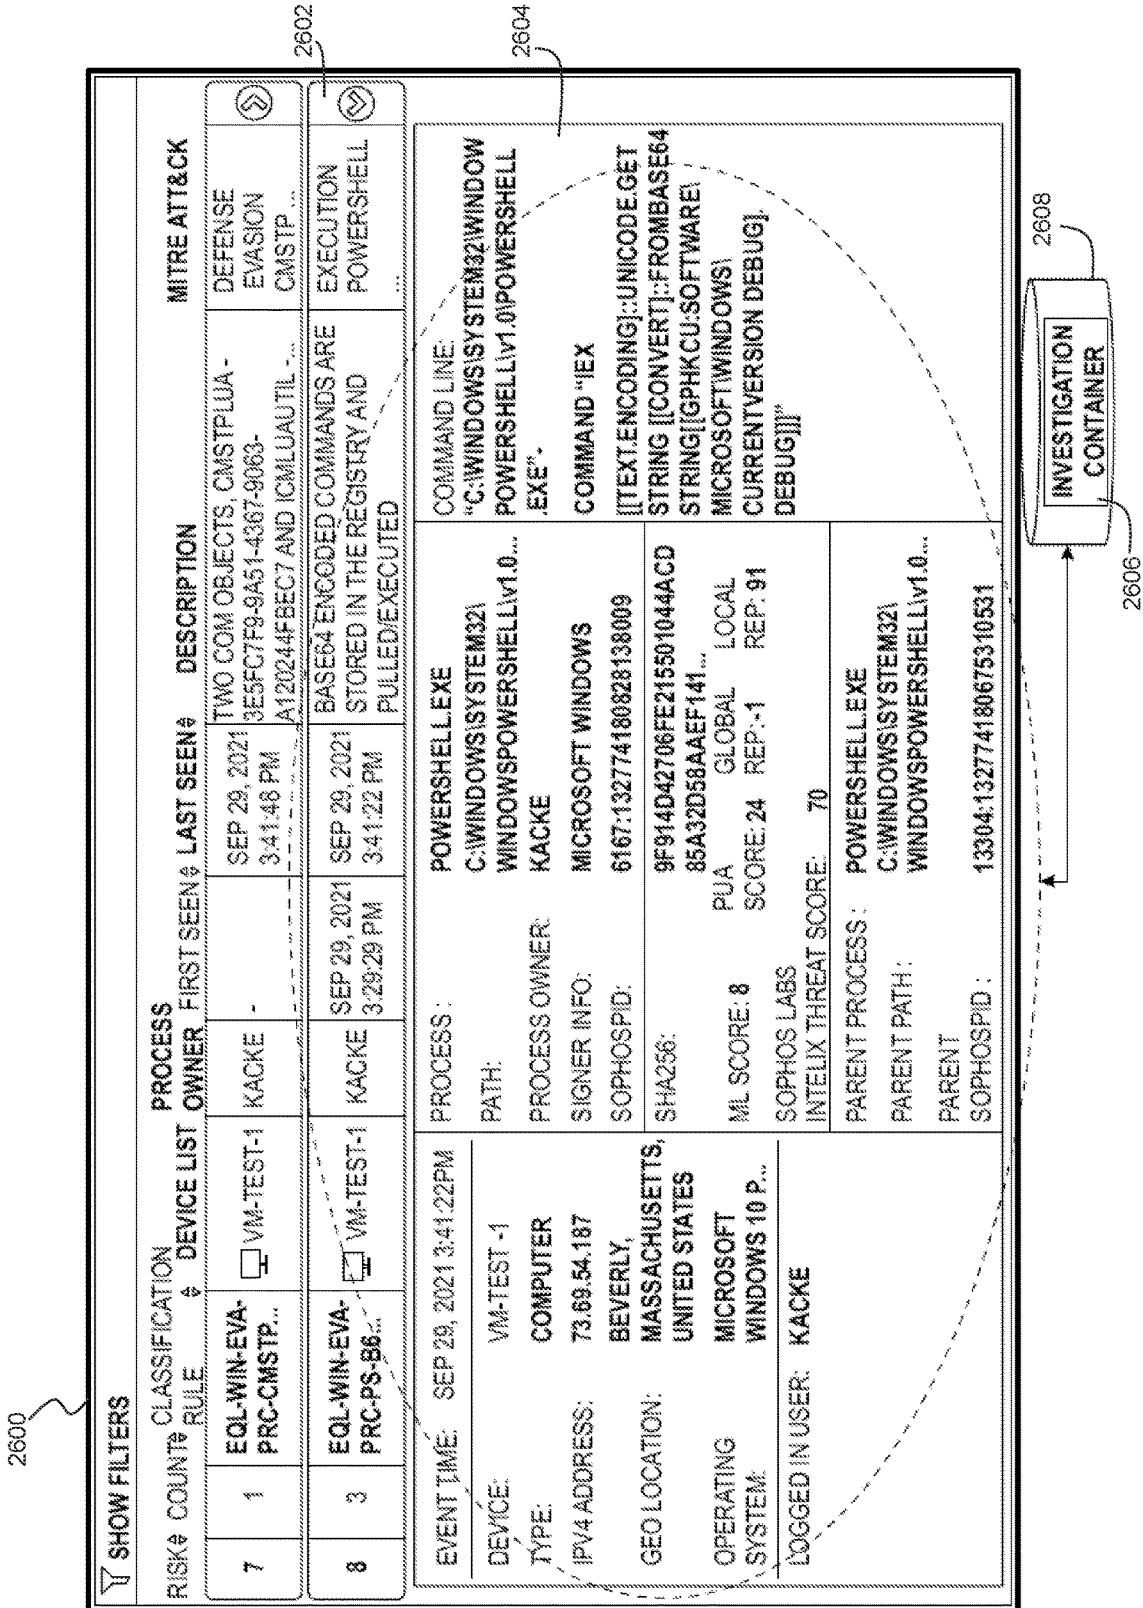 2600
SHOW FILTERS
RISK COUNT CLASSIFICATION
RULE
DEVICE LIST
PROCESS
OWNER
FIRST SEEN
LAST SEEN
DESCRIPTION
MITRE ATT&CK
7
1
EQL-WIN-EVA-
PRC-CMSTP...
VM-TEST-1
KACKE
-
SEP 29, 2021
3:41:48 PM
TWO COM OBJECTS, CMSTPLUA -
3E5FC7F9-9A51-4367-9063-
A120244FBEC7 AND ICMLUAUTIL -...
DEFENSE
EVASION
CMSTP ...
8
3
EQL-WIN-EVA-
PRC-PS-B6...
VM-TEST-1
KACKE
SEP 29, 2021
3:29:29 PM
SEP 29, 2021
3:41:22 PM
BASE64 ENCODED COMMANDS ARE
STORED IN THE REGISTRY AND
PULLED/EXECUTED
EXECUTION
POWERSHELL
...
2602
2604
EVENT TIME: SEP 29, 2021 3:41:22PM
DEVICE: VM-TEST -1
TYPE: COMPUTER
IPV4 ADDRESS: 73.69.54.187
GEO LOCATION: BEVERLY,
MASSACHUSETTS,
UNITED STATES
OPERATING MICROSOFT
SYSTEM: WINDOWS 10 P...
LOGGED IN USER: KACKE
PROCESS : POWERSHELL.EXE
PATH: C:\WINDOWS\SYSTEM32\
WINDOWSPOWERSHELL\v1.0...
PROCESS OWNER: KACKE
SIGNER INFO: MICROSOFT WINDOWS
SOPHOSPID: 6167:132774180828138009
SHA256: 9F914D42706FE215501044ACD
85A32D58AAEF141...
ML SCORE: 8
PUA
SCORE: 24
GLOBAL
REP:-1
LOCAL
REP: 91
SOPHOS LABS
INTELIX THREAT SCORE: 70
PARENT PROCESS : POWERSHELL.EXE
PARENT PATH : C:\WINDOWS\SYSTEM32\
WINDOWSPOWERSHELL\v1.0...
PARENT
SOPHOSPID : 13304:132774180675310531
COMMAND LINE:
"C:\WINDOWS\SYSTEM32\WINDOW
POWERSHELL\v1.0\POWERSHELL
.EXE"-
COMMAND "IEX
[[TEXT.ENCODING]::UNICODE.GET
STRING [[CONVERT]::FROMBASE64
STRING[[GPHKCU:SOFTWARE\
MICROSOFT\WINDOWS\
CURRENTVERSION DEBUG].
DEBUG]]]"
INVESTIGATION
CONTAINER
2606
2608